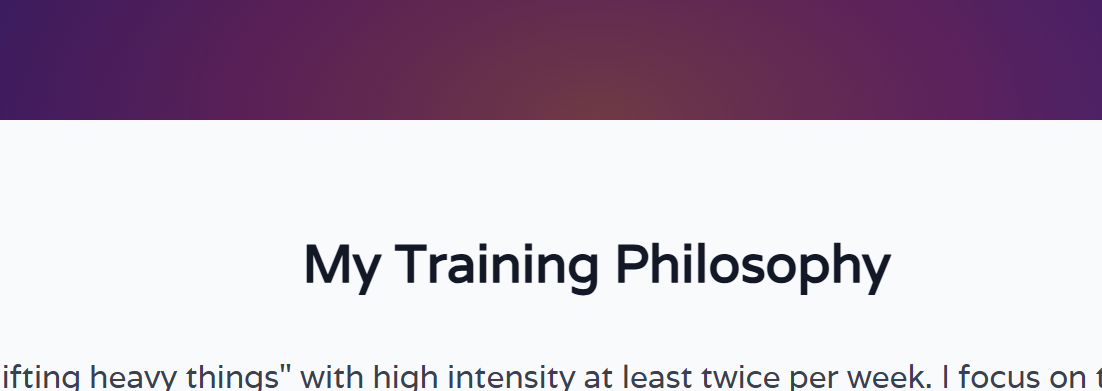 My Training Philosophy
ifting heavy things" with high intensity at least twice per week. I focus on